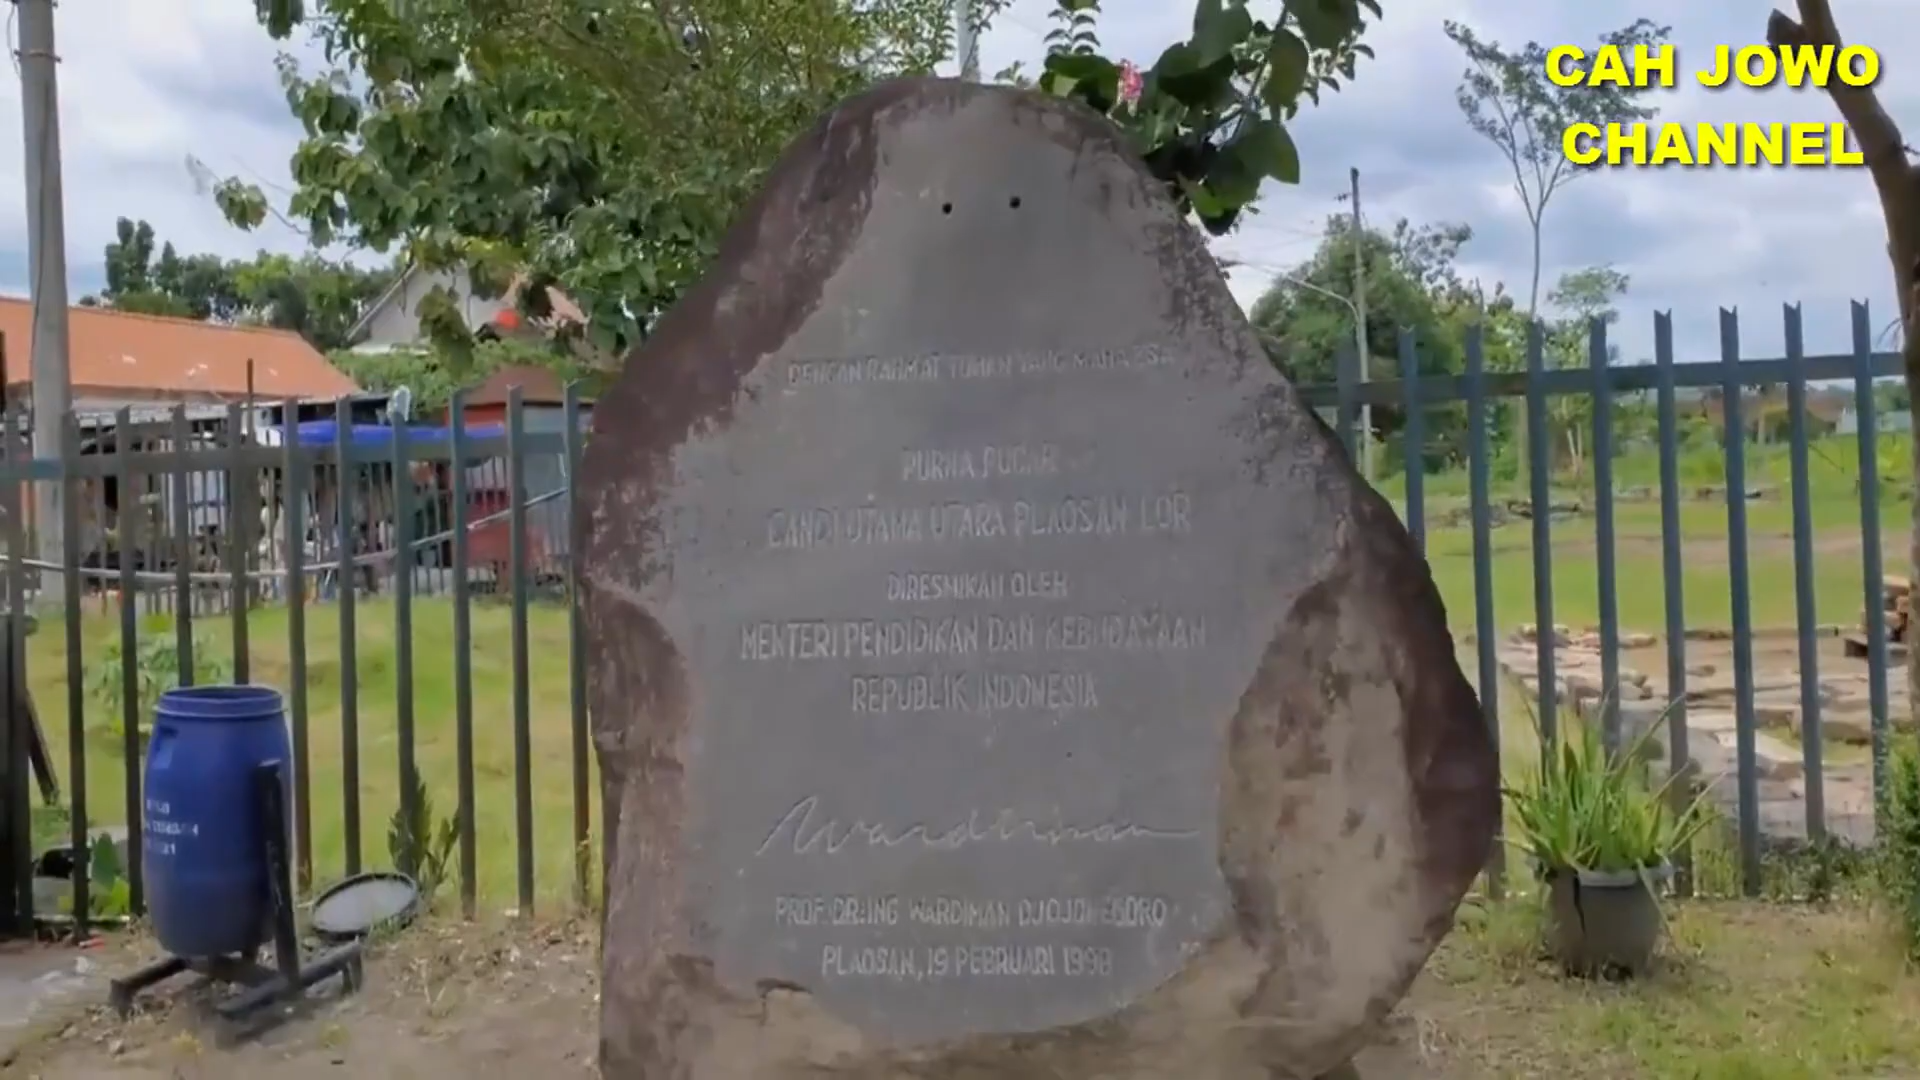 CAH JOWO
CHANNEL
DENGAN RAHMAT TUHAN YANG MAHA ESA
PURNA PUGAR
CANDI UTAMA UTARA PLAOSAN LOR
DIRESMIKAN OLEH
MENTERI PENDIDIKAN DAN KEBUDAYAAN
REPUBLIK INDONESIA
Wardiman
PROF. DR. ING WARDIMAN DJOJONEGORO
PLAOSAN, 19 PEBRUARI 1998